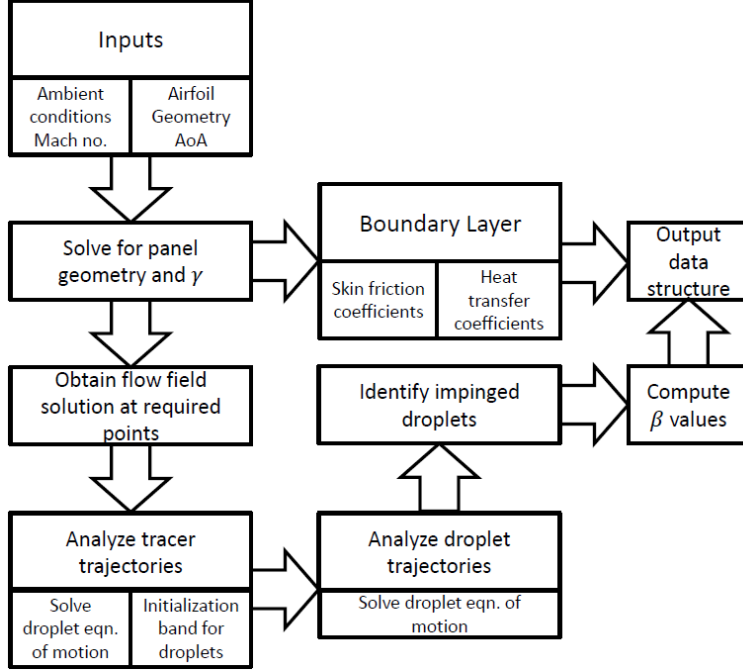 Inputs
Ambient
conditions
Mach no.
Airfoil
Geometry
AoA
Solve for panel
geometry and γ
Boundary Layer
Skin friction
coefficients
Heat
transfer
coefficients
Output
data
structure
Obtain flow field
solution at required
points
Identify impinged
droplets
Compute
β values
Analyze tracer
trajectories
Solve
droplet eqn.
of motion
Initialization
band for
droplets
Analyze droplet
trajectories
Solve droplet eqn. of
motion